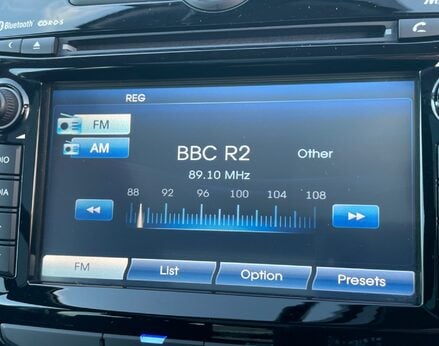 Bluetooth R·D·S
REG
FM
AM
BBC R2
Other
89.10 MHz
88 92 96 100 104 108
FM List Option Presets